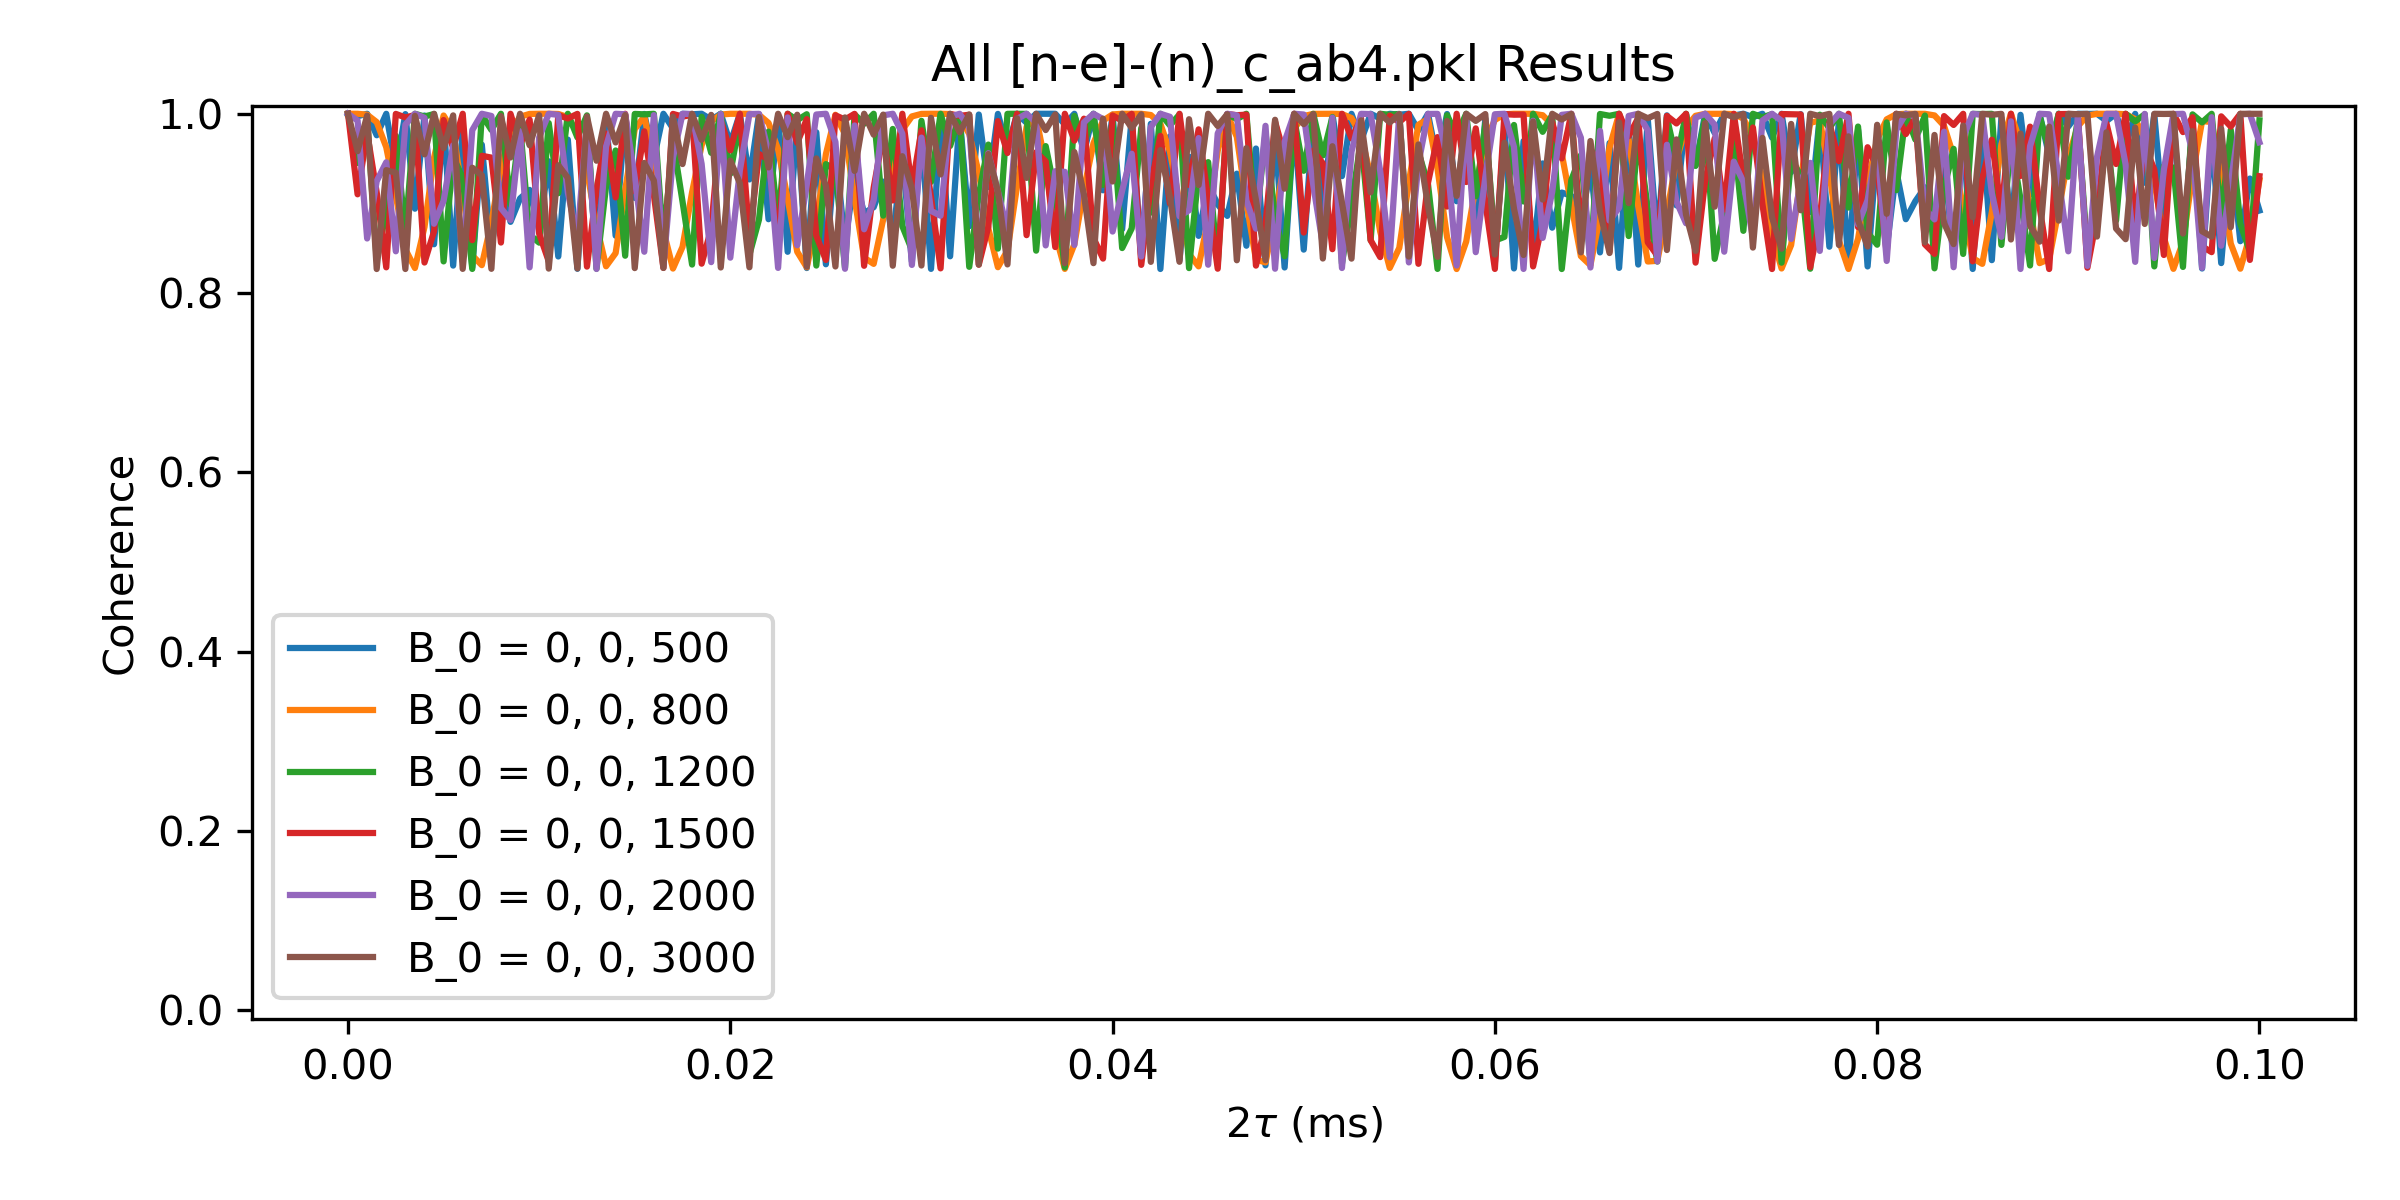 All [n-e]-(n)_c_ab4.pkl Results
Coherence
1.0
0.8
0.6
0.4
0.2
0.0
B_0 = 0, 0, 500
B_0 = 0, 0, 800
B_0 = 0, 0, 1200
B_0 = 0, 0, 1500
B_0 = 0, 0, 2000
B_0 = 0, 0, 3000
0.00 0.02 0.04 0.06 0.08 0.10
2τ (ms)